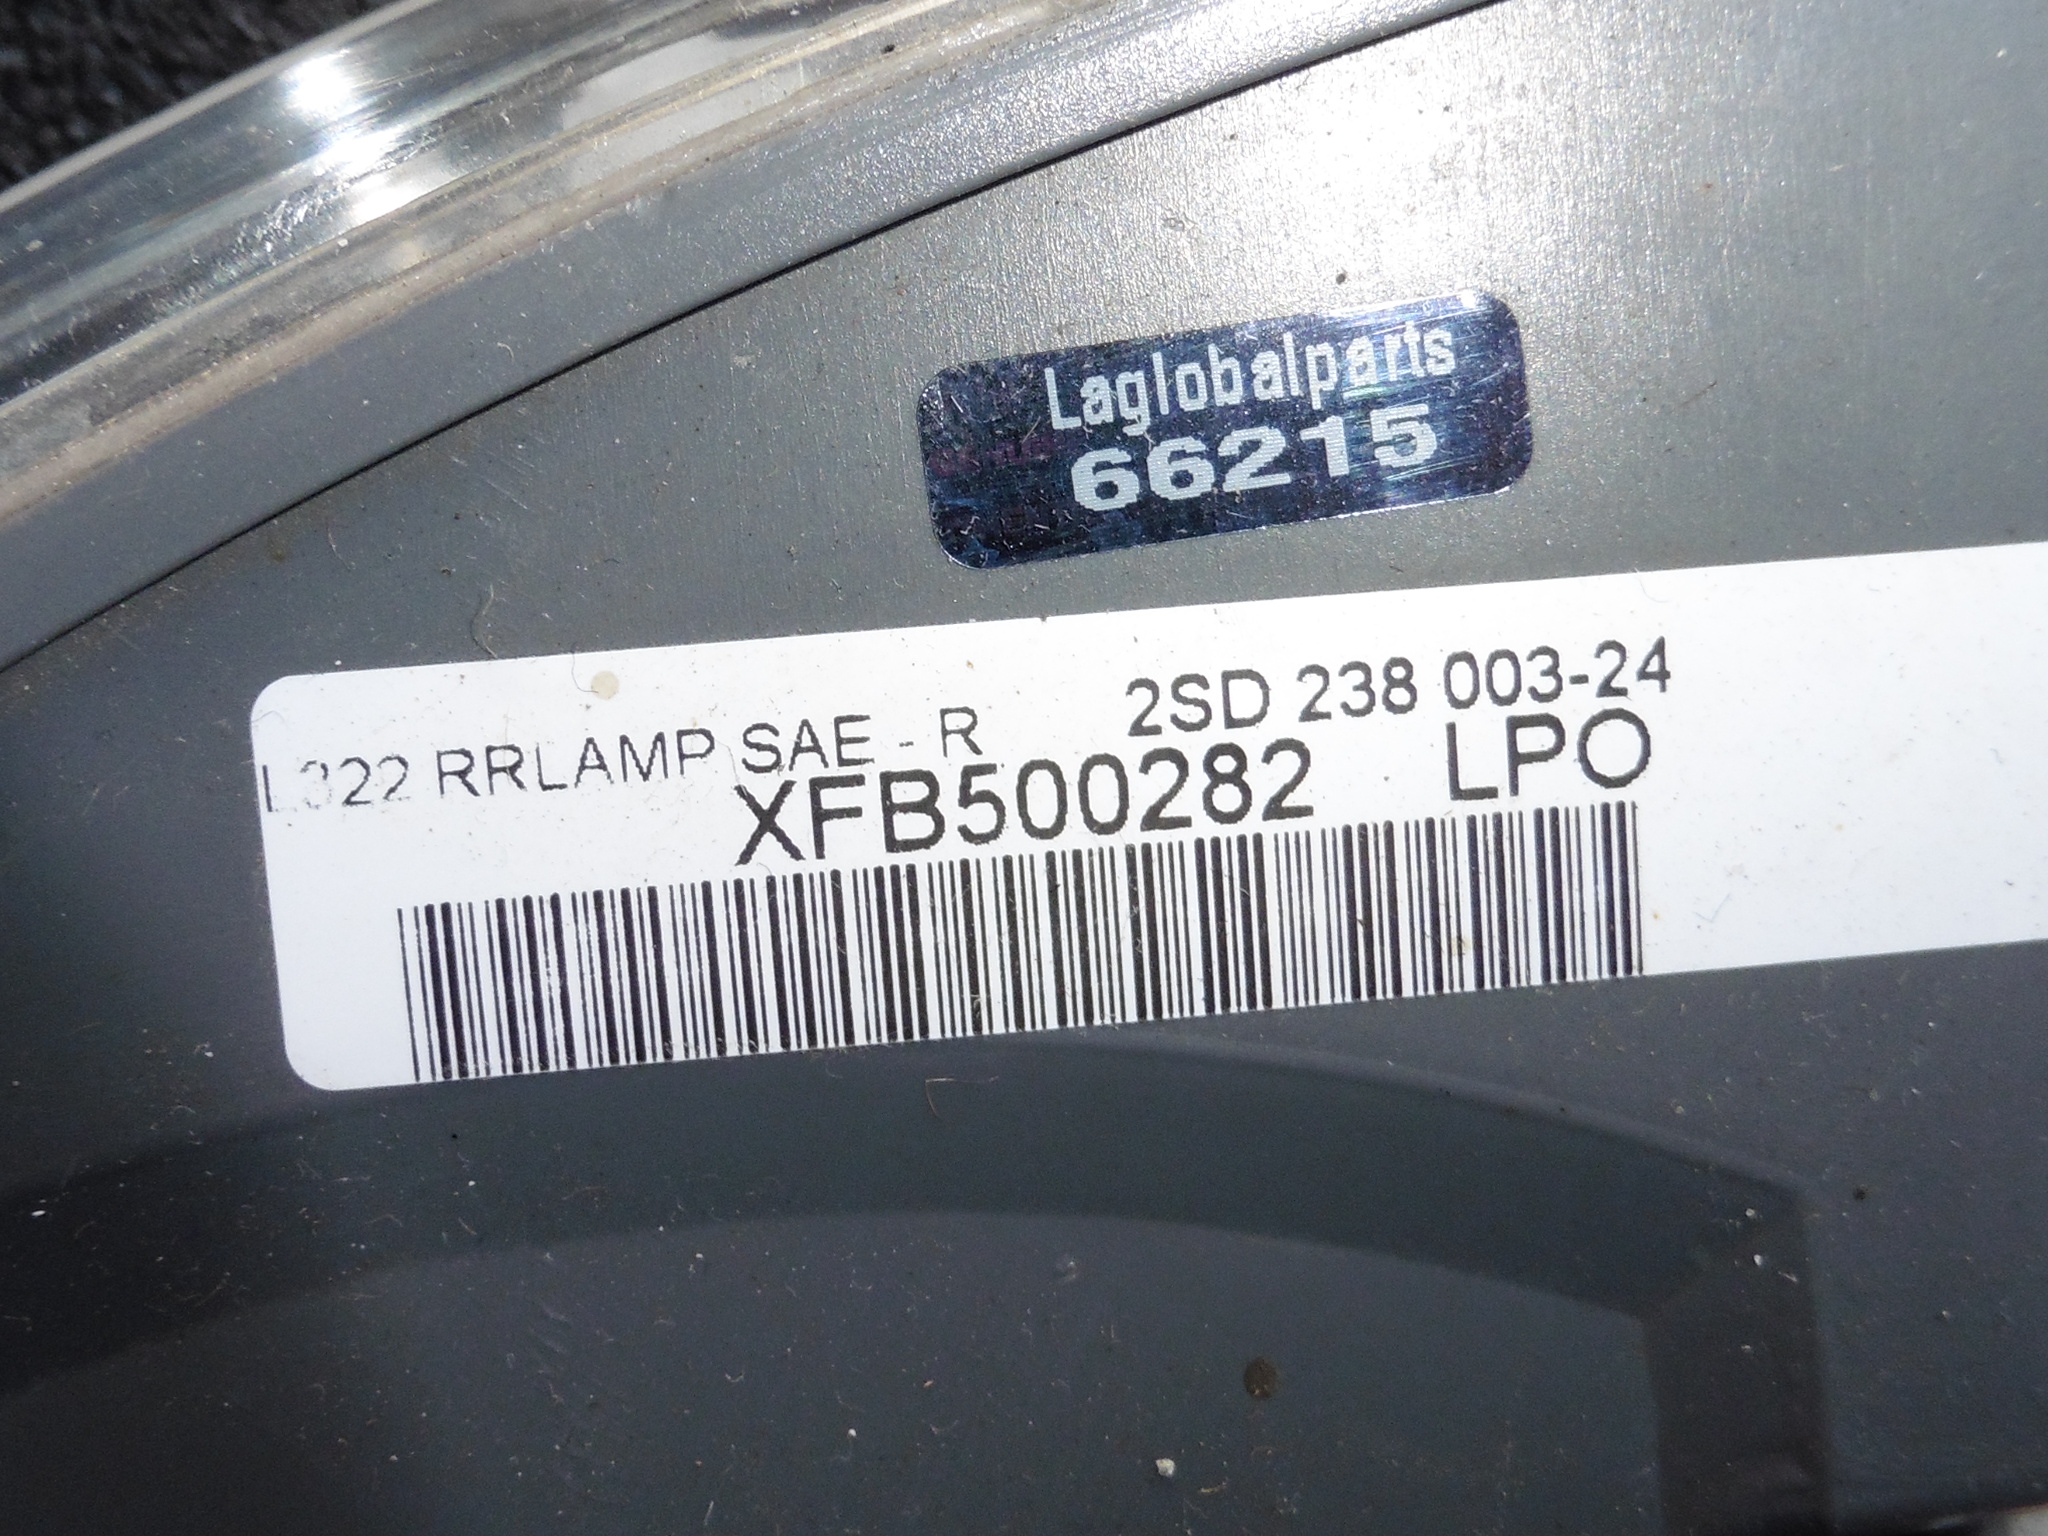 Laglobalparts
66215
L322 RRLAMP SAE - R 2SD 238 003-24
XFB500282 LPO